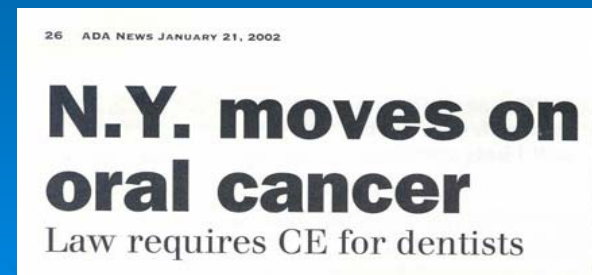 26 ADA NEWS JANUARY 21, 2002
N.Y. moves on
oral cancer
Law requires CE for dentists